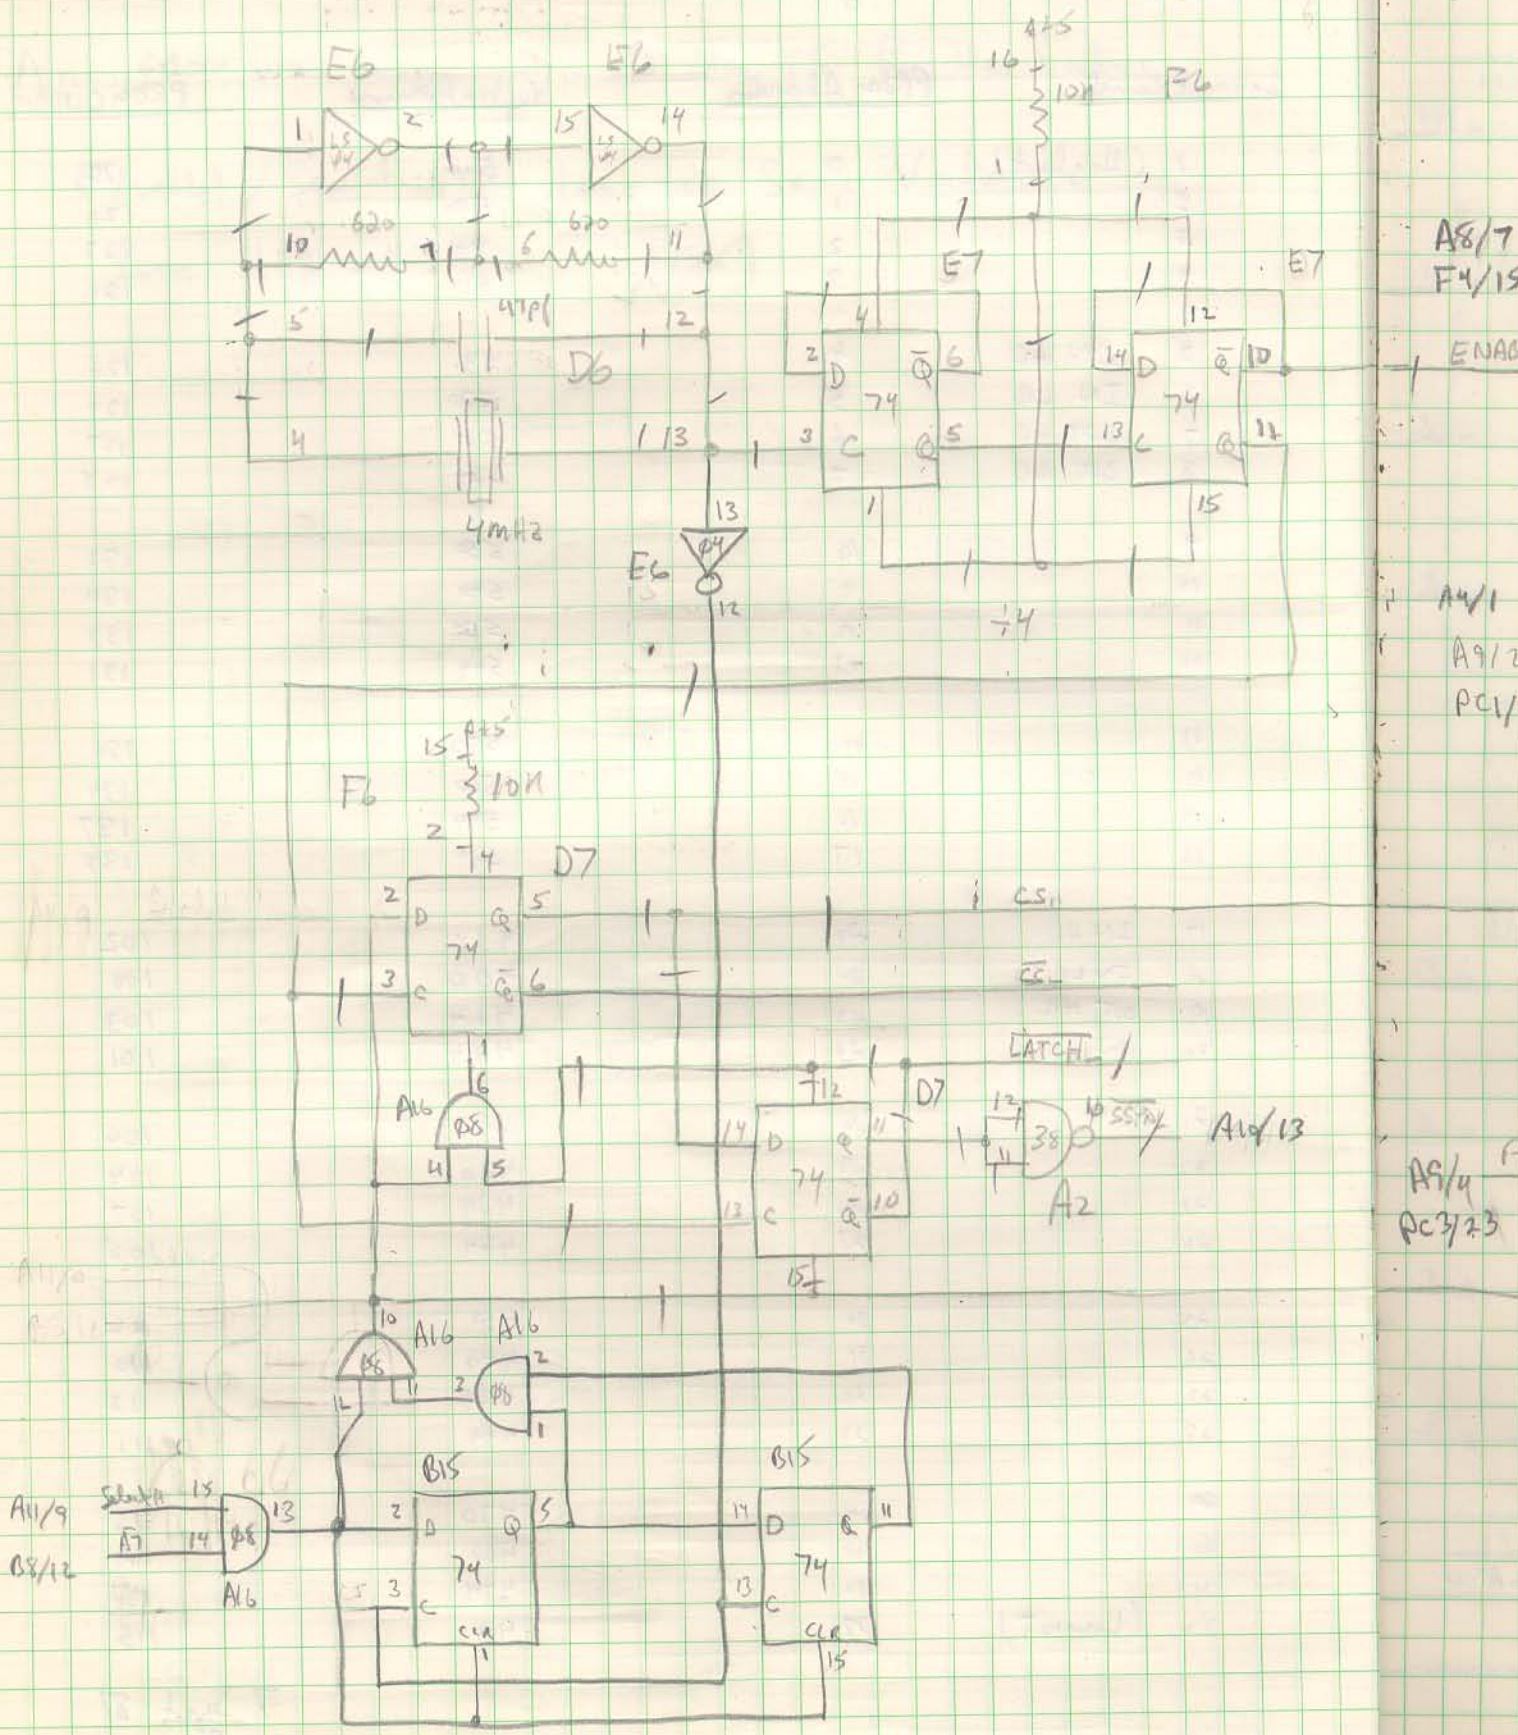 E6
E6
+5
16
10K
F6
1
LS
04
2
15
LS
04
14
1
620
620
10
7
6
11
A8/7
F4/15
E7
E7
5
47pf
12
D6
4
12
2
D
Q̅
6
74
14
D
Q̅
10
74
ENAB
4
13
3
C
Q
5
13
C
Q
11
4mHz
1
15
13
04
E6
12
÷4
A4/1
A9/2
PC1/
+5
15
F6
10K
2
4
D7
2
D
Q
5
CS
74
3
C
Q̅
6
C̅S̅
1
L̅A̅T̅C̅H̅
6
A16
08
12
D7
12
10
14
D
Q
11
38
11
A10/13
4
5
74
A2
13
C
Q̅
10
A9/4
PC3/23
15
10
A16
A16
08
2
12
11
3
08
1
B15
B15
A11/9
Select
15
13
A̅7̅
14
08
B8/12
A16
2
D
Q
5
14
D
Q
11
74
74
3
C
13
C
CLR
CLR
1
15